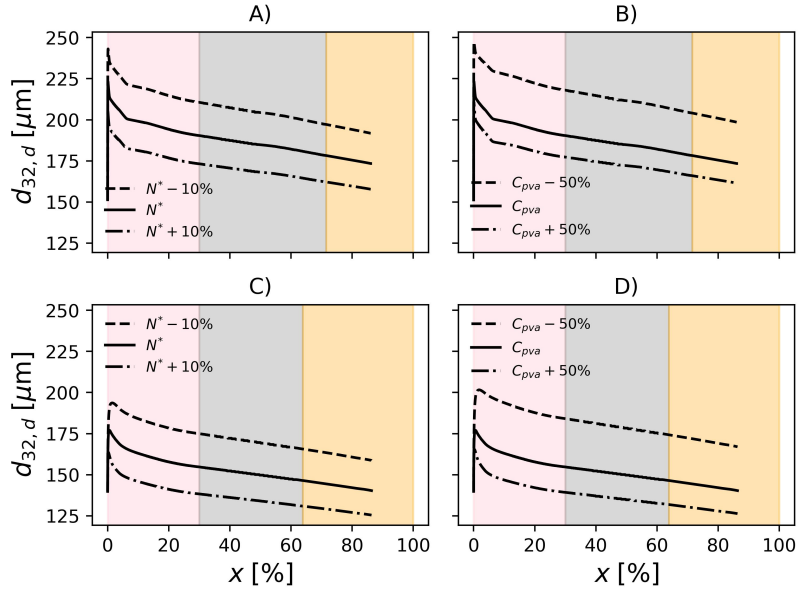 A)
B)
d32, d [μm]
250
225
200
175
150
125
N* − 10%
N*
N* + 10%
Cpva − 50%
Cpva
Cpva + 50%
C)
D)
d32, d [μm]
250
225
200
175
150
125
N* − 10%
N*
N* + 10%
Cpva − 50%
Cpva
Cpva + 50%
0 20 40 60 80 100
0 20 40 60 80 100
x [%]
x [%]